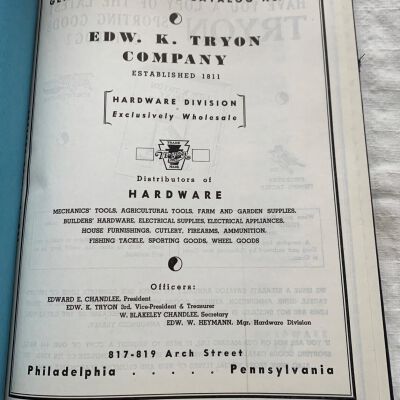 EDW. K. TRYON
COMPANY
ESTABLISHED 1811
HARDWARE DIVISION
Exclusively Wholesale
TRADE
MARK
Distributors of
HARDWARE
MECHANICS' TOOLS, AGRICULTURAL TOOLS, FARM AND GARDEN SUPPLIES,
BUILDERS' HARDWARE, ELECTRICAL SUPPLIES, ELECTRICAL APPLIANCES,
HOUSE FURNISHINGS, CUTLERY, FIREARMS, AMMUNITION,
FISHING TACKLE, SPORTING GOODS, WHEEL GOODS
Officers:
EDWARD E. CHANDLEE, President
EDW. K. TRYON 3rd, Vice-President & Treasurer
W. BLAKELEY CHANDLEE, Secretary
EDW. W. HEYMANN, Mgr. Hardware Division
817-819 Arch Street
Philadelphia . . . . Pennsylvania